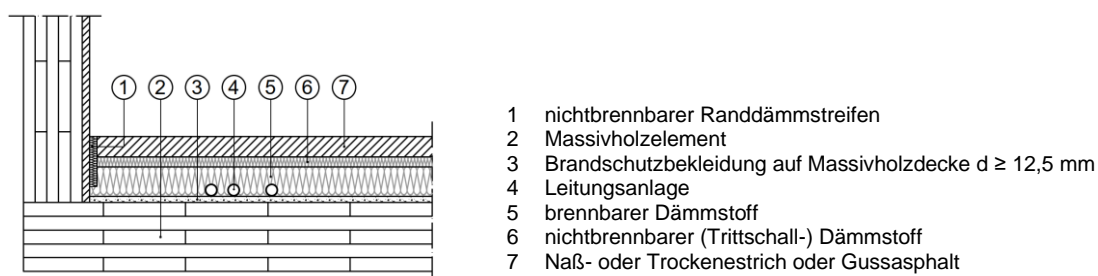 1 2 3 4 5 6 7
1 nichtbrennbarer Randdämmstreifen
2 Massivholzelement
3 Brandschutzbekleidung auf Massivholzdecke d ≥ 12,5 mm
4 Leitungsanlage
5 brennbarer Dämmstoff
6 nichtbrennbarer (Trittschall-) Dämmstoff
7 Naß- oder Trockenestrich oder Gussasphalt